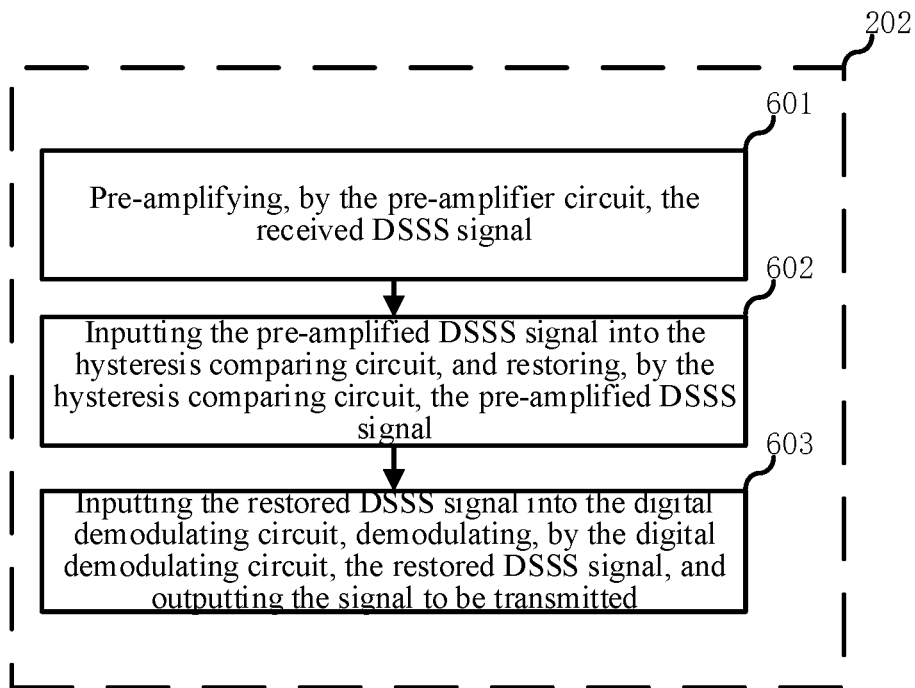 202
601
Pre-amplifying, by the pre-amplifier circuit, the
received DSSS signal
602
Inputting the pre-amplified DSSS signal into the
hysteresis comparing circuit, and restoring, by the
hysteresis comparing circuit, the pre-amplified DSSS
signal
603
Inputting the restored DSSS signal into the digital
demodulating circuit, demodulating, by the digital
demodulating circuit, the restored DSSS signal, and
outputting the signal to be transmitted